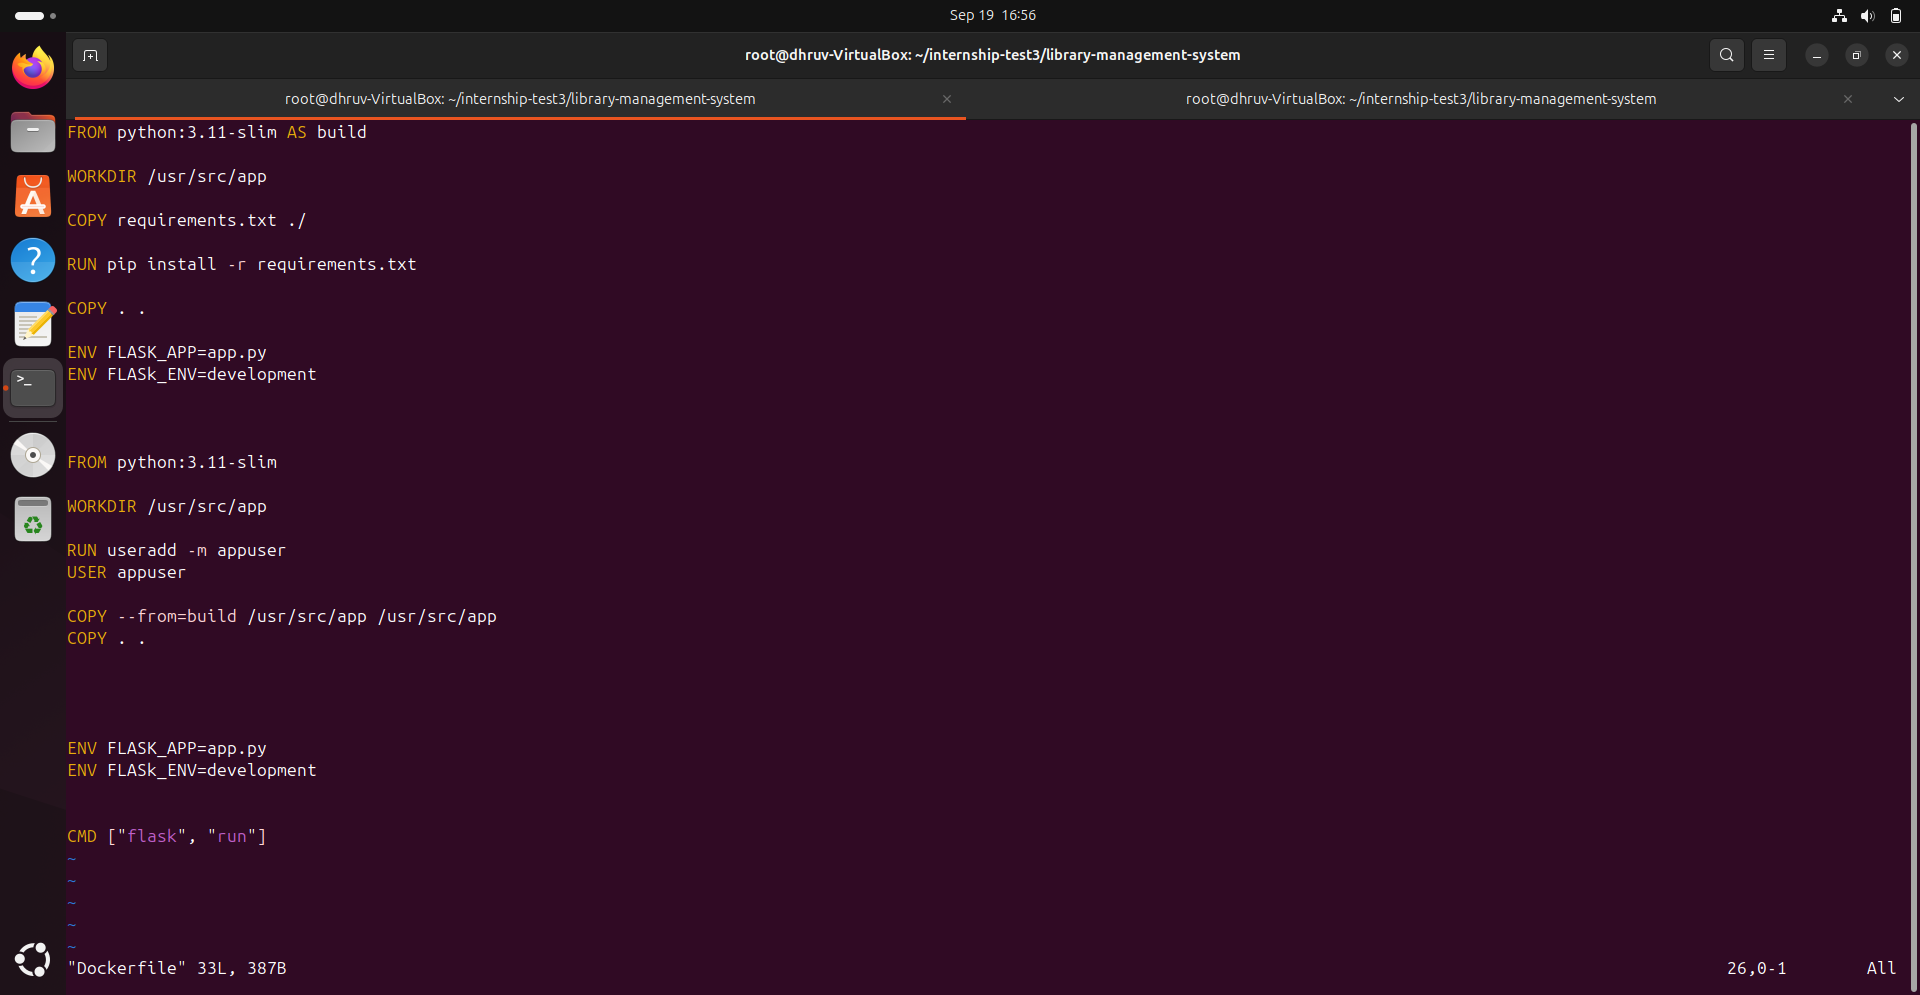 Sep 19 16:56
root@dhruv-VirtualBox: ~/internship-test3/library-management-system
root@dhruv-VirtualBox: ~/internship-test3/library-management-system
root@dhruv-VirtualBox: ~/internship-test3/library-management-system
FROM python:3.11-slim AS build
WORKDIR /usr/src/app
COPY requirements.txt ./
RUN pip install -r requirements.txt
COPY . .
ENV FLASK_APP=app.py
ENV FLASk_ENV=development
FROM python:3.11-slim
WORKDIR /usr/src/app
RUN useradd -m appuser
USER appuser
COPY --from=build /usr/src/app /usr/src/app
COPY . .
ENV FLASK_APP=app.py
ENV FLASk_ENV=development
CMD ["flask", "run"]
~
~
~
~
~
"Dockerfile" 33L, 387B 26,0-1 All